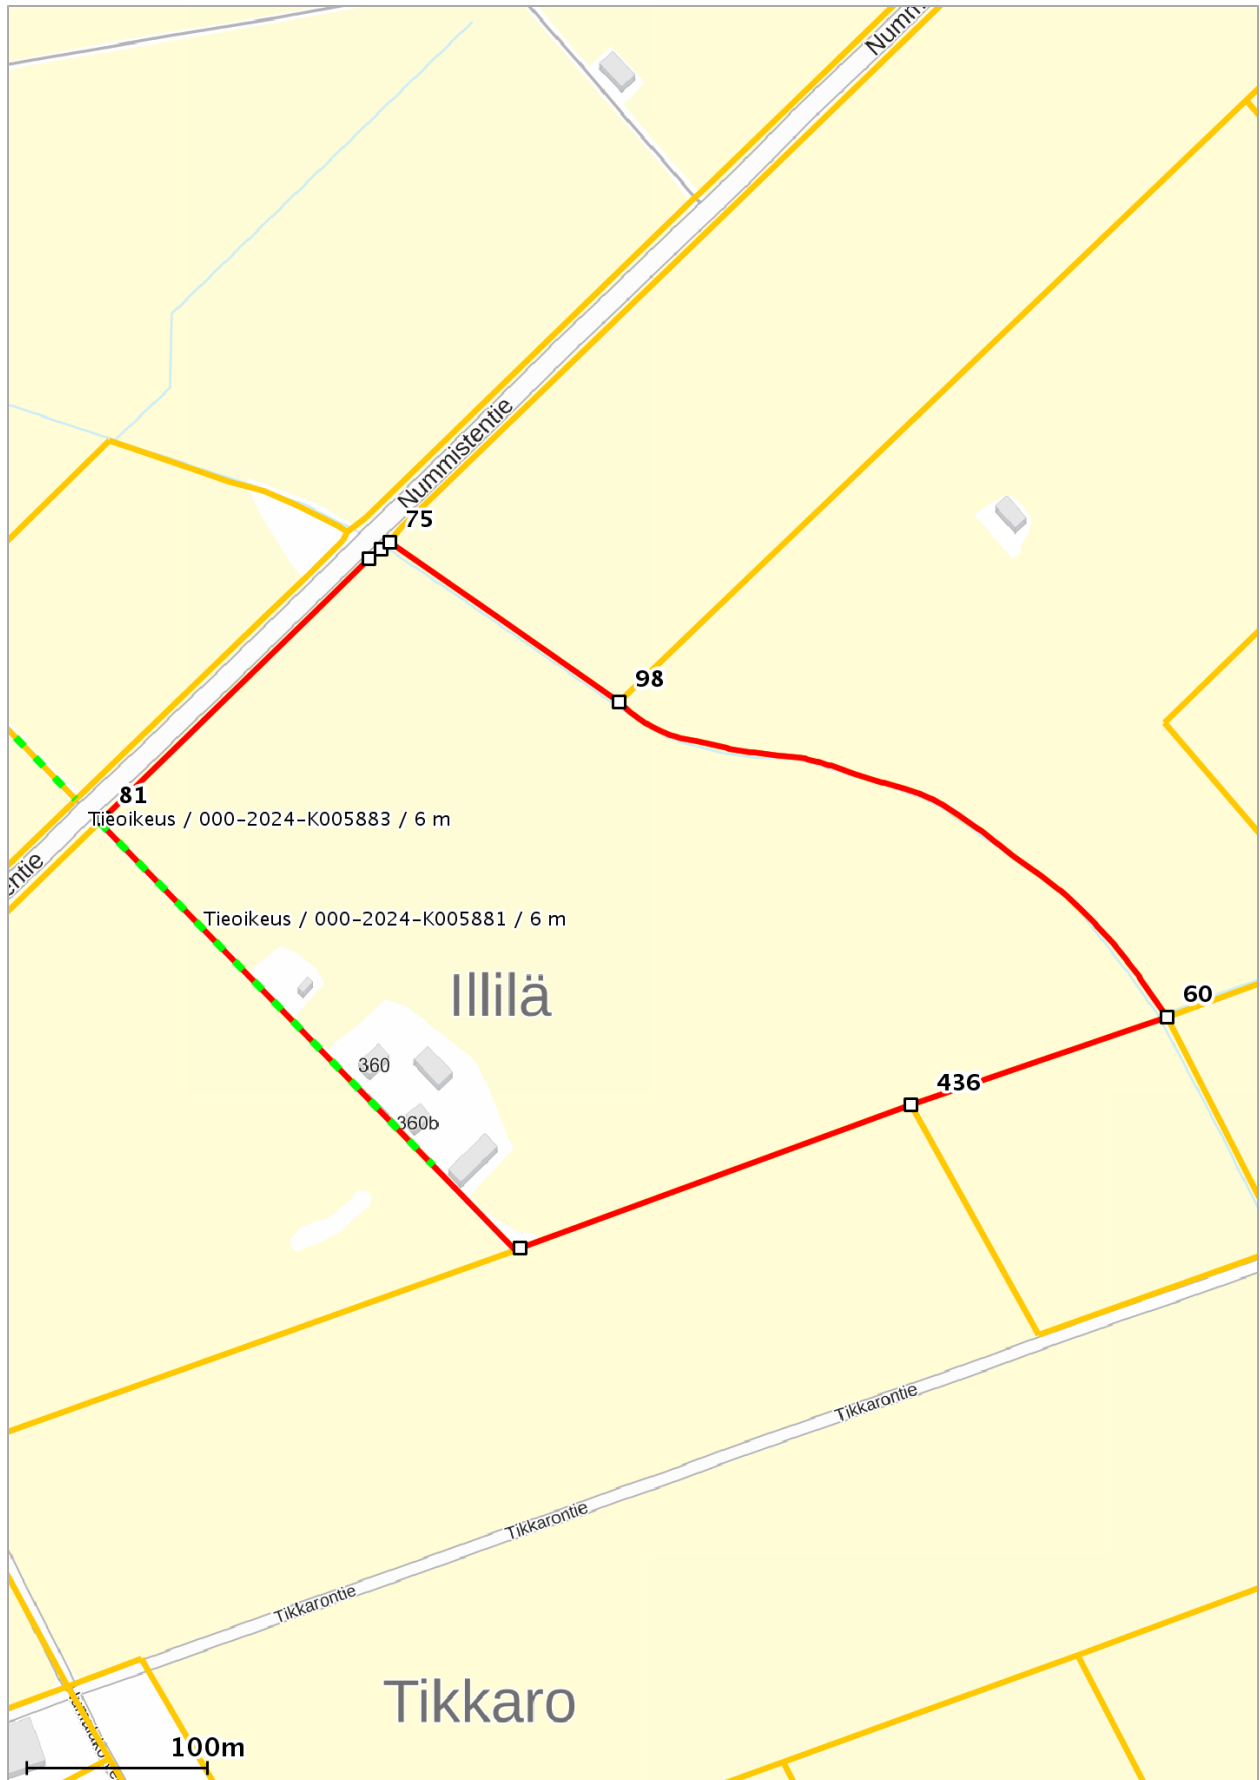 Nummistentie
75
98
81
Tieoikeus / 000-2024-K005883 / 6 m
Tieoikeus / 000-2024-K005881 / 6 m
Illilä
60
360
436
360b
Tikkarontie
Tikkarontie
Tikkarontie
Tikkaro
100m